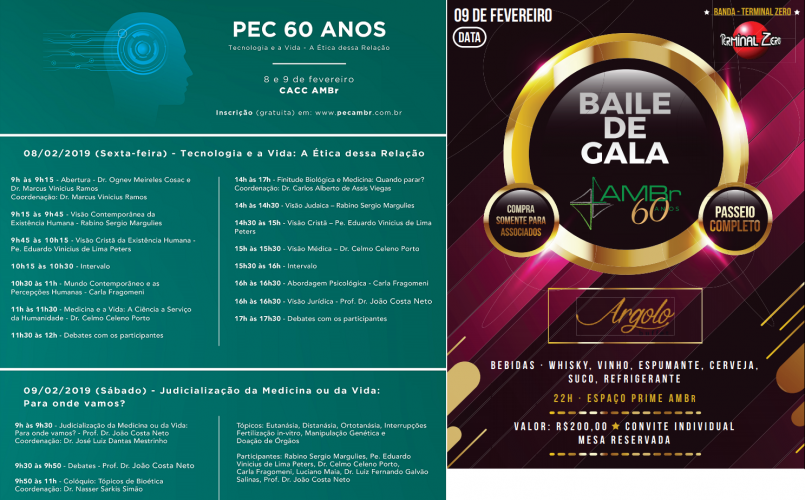 PEC 60 ANOS
Tecnologia e a Vida - A Ética dessa Relação
8 e 9 de fevereiro
CACC AMBr
Inscrição (gratuita) em: www.pecambr.com.br
08/02/2019 (Sexta-feira) - Tecnologia e a Vida: A Ética dessa Relação
9h às 9h15 - Abertura - Dr. Ognev Meireles Cosac e
Dr. Marcus Vinicius Ramos
Coordenação: Dr. Marcus Vinicius Ramos
9h15 às 9h45 - Visão Contemporânea da
Existência Humana - Rabino Sergio Margulies
9h45 às 10h15 - Visão Cristã da Existência Humana -
Pe. Eduardo Vinicius de Lima Peters
10h15 às 10h30 - Intervalo
10h30 às 11h - Mundo Contemporâneo e as
Percepções Humanas - Carla Fragomeni
11h às 11h30 - Medicina e a Vida: A Ciência a Serviço
da Humanidade - Dr. Celmo Celeno Porto
11h30 às 12h - Debates com os participantes
14h às 17h - Finitude Biológica e Medicina: Quando parar?
Coordenação: Dr. Carlos Alberto de Assis Viegas
14h às 14h30 - Visão Judaica – Rabino Sergio Margulies
14h30 às 15h - Visão Cristã – Pe. Eduardo Vinicius de Lima
Peters
15h às 15h30 - Visão Médica – Dr. Celmo Celeno Porto
15h30 às 16h - Intervalo
16h às 16h30 - Abordagem Psicológica - Carla Fragomeni
16h às 16h30 - Visão Jurídica - Prof. Dr. João Costa Neto
17h às 17h30 - Debates com os participantes
09/02/2019 (Sábado) - Judicialização da Medicina ou da Vida:
Para onde vamos?
9h às 9h30 - Judicialização da Medicina ou da Vida:
Para onde vamos? - Prof. Dr. João Costa Neto
Coordenação: Dr. José Luiz Dantas Mestrinho
9h30 às 9h50 - Debates - Prof. Dr. João Costa Neto
9h50 às 11h - Colóquio: Tópicos de Bioética
Coordenação: Dr. Nasser Sarkis Simão
Tópicos: Eutanásia, Distanásia, Ortotanásia, Interrupções
Fertilização in-vitro, Manipulação Genética e
Doação de Órgãos
Participantes: Rabino Sergio Margulies, Pe. Eduardo
Vinicius de Lima Peters, Dr. Celmo Celeno Porto,
Carla Fragomeni, Luciano Maia, Dr. Luiz Fernando Galvão
Salinas, Prof. Dr. João Costa Neto
09 DE FEVEREIRO
DATA
BANDA - TERMINAL ZERO
TERMINAL ZERO
BAILE
DE
GALA
AMBr
60
ANOS
COMPRA
SOMENTE PARA
ASSOCIADOS
PASSEIO
COMPLETO
Argolo
BEBIDAS · WHISKY, VINHO, ESPUMANTE, CERVEJA,
SUCO, REFRIGERANTE
22H · ESPAÇO PRIME AMBr
VALOR: R$200,00 ★ CONVITE INDIVIDUAL
MESA RESERVADA